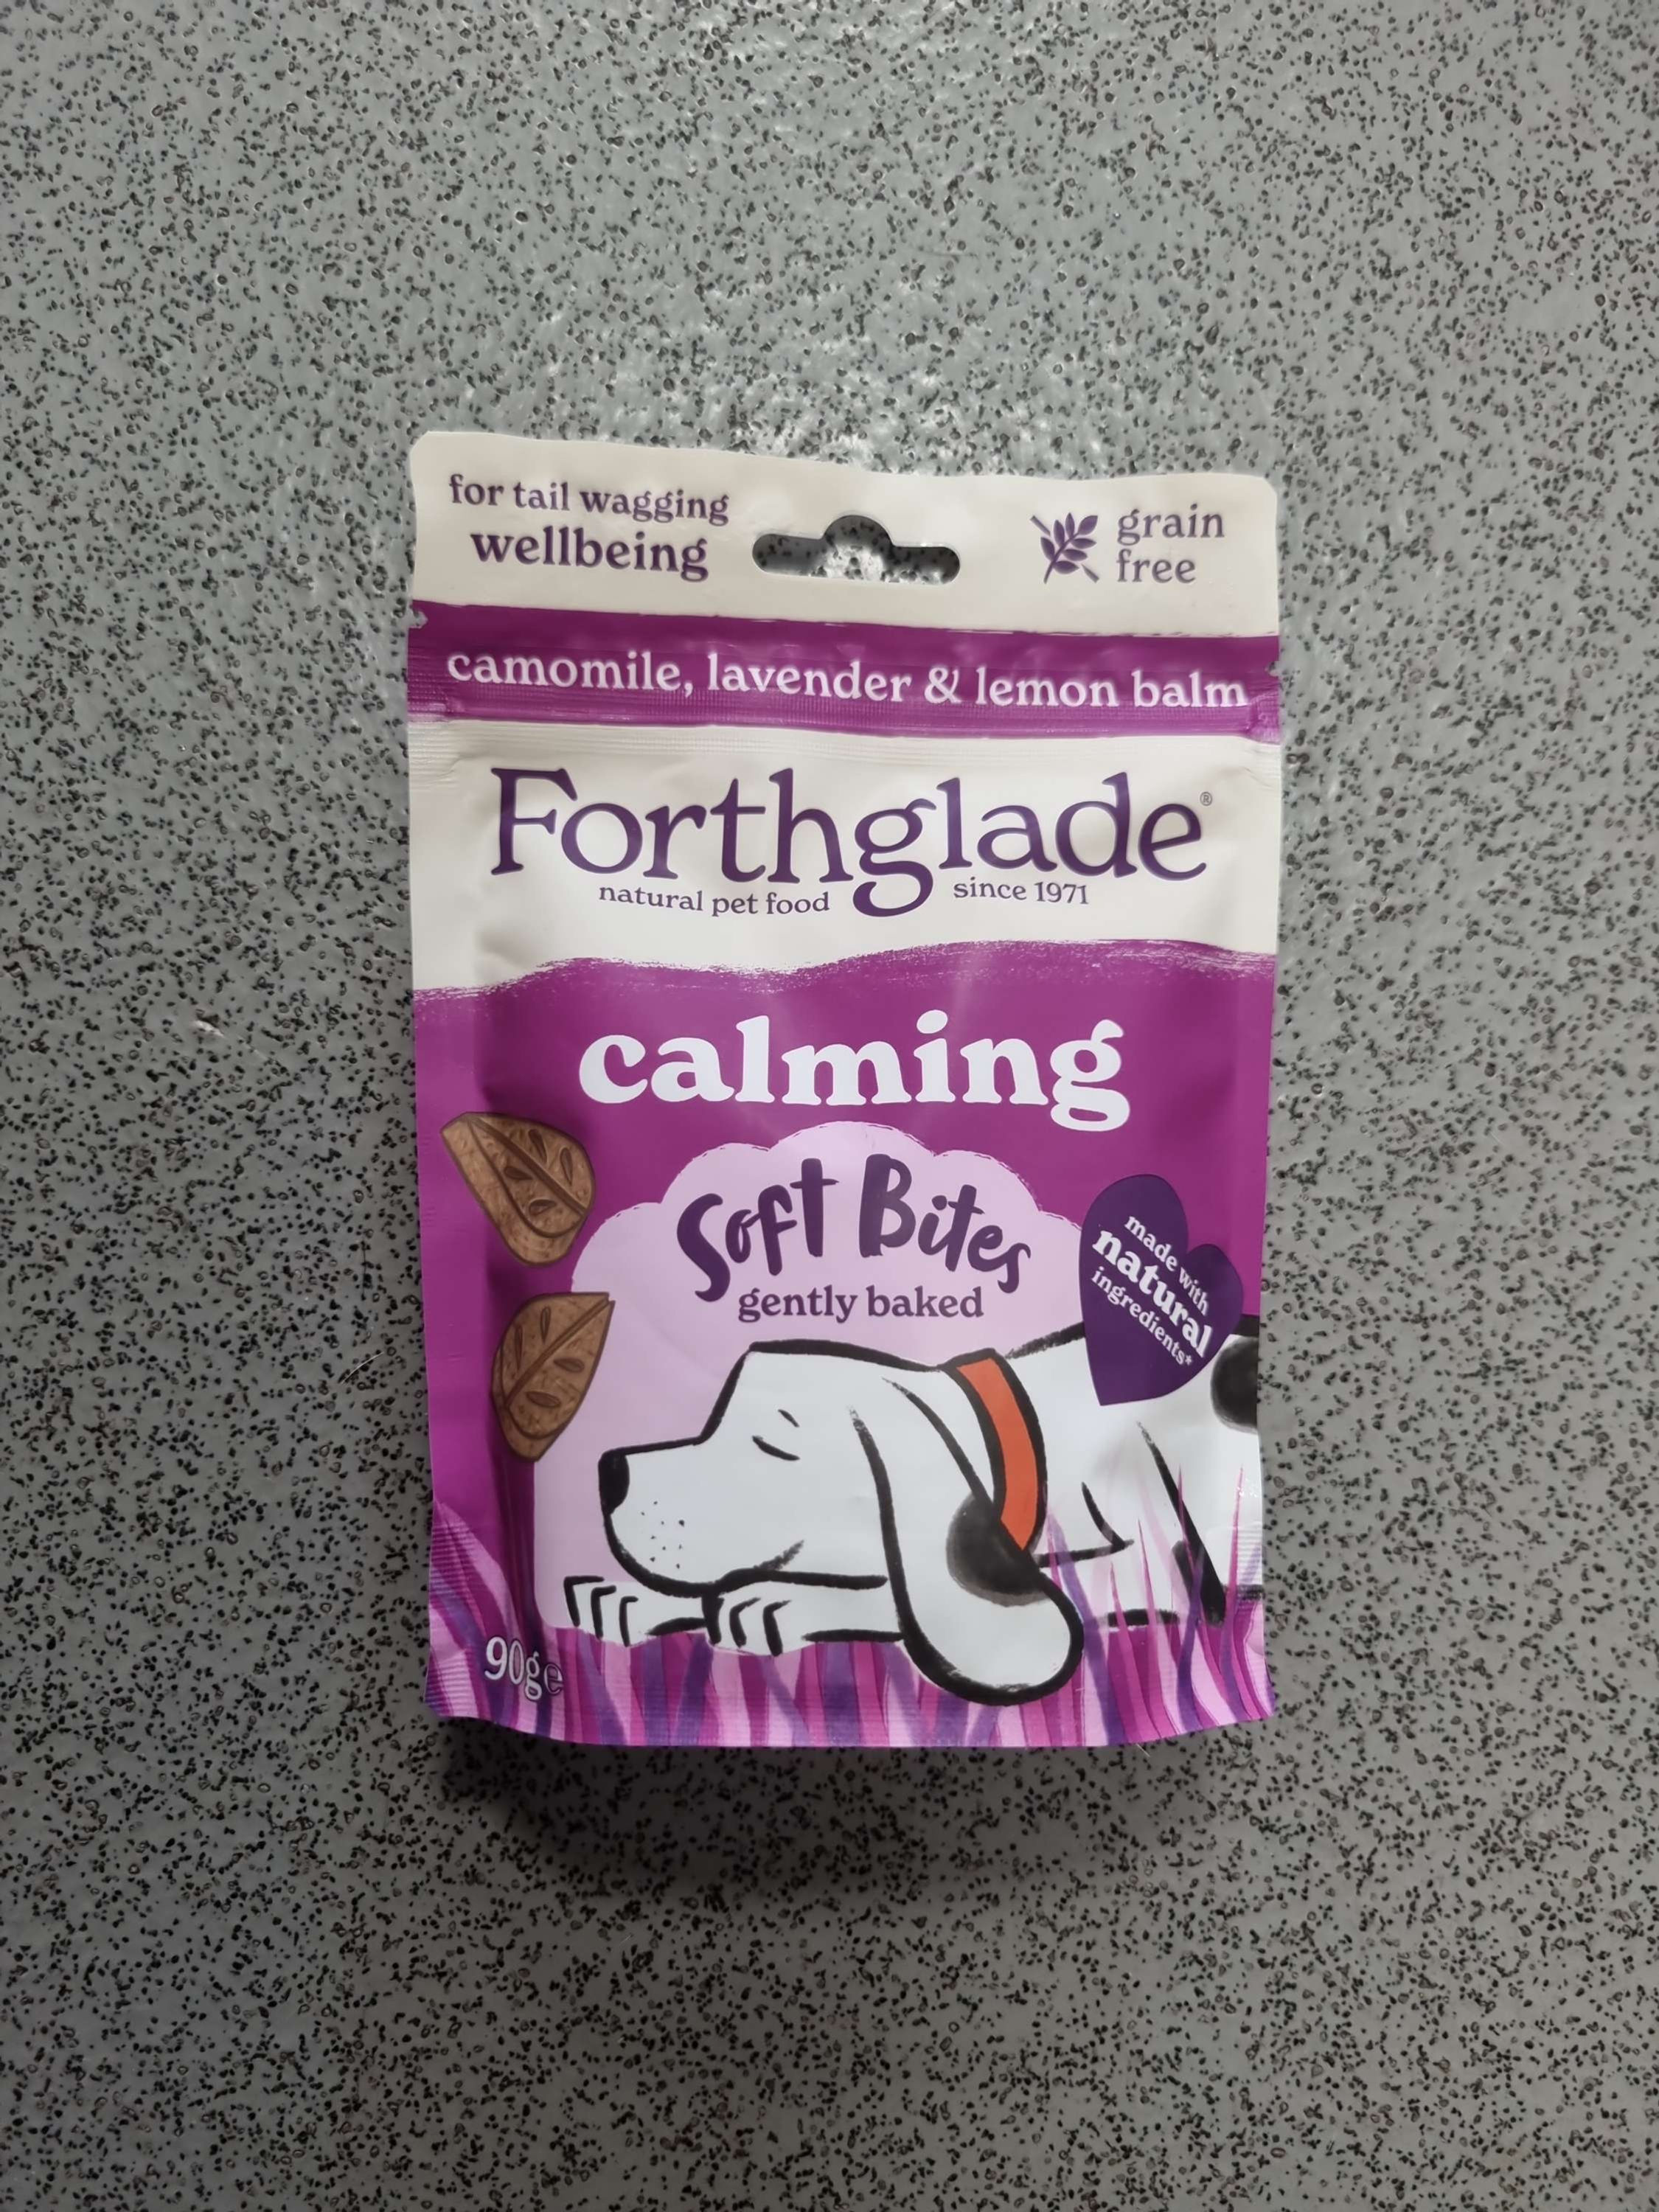 for tail wagging
wellbeing
grain
free
camomile, lavender & lemon balm
Forthglade®
natural pet food since 1971
calming
Soft Bites
gently baked
made with
natural
ingredients*
90g e